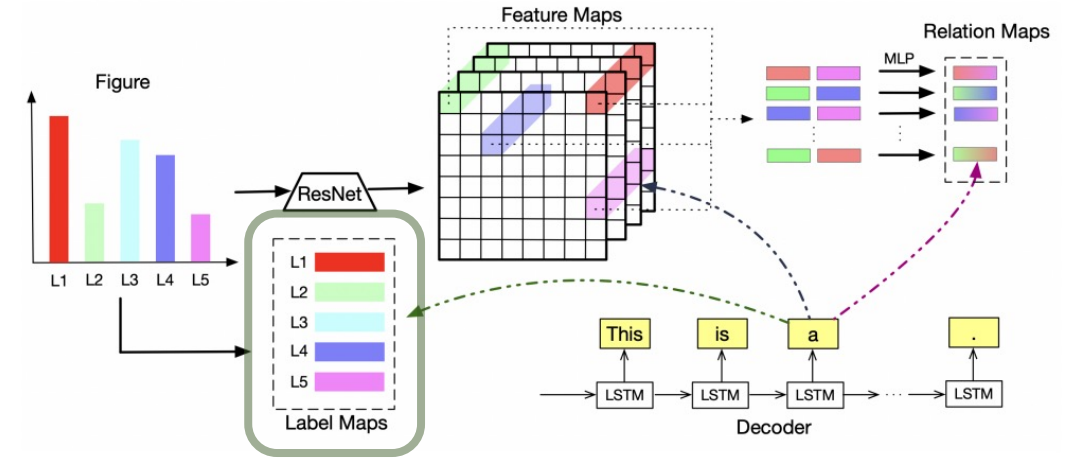 Feature Maps
Relation Maps
Figure
MLP
ResNet
L1 L2 L3 L4 L5
L1
L2
L3
L4
L5
Label Maps
This is a .
LSTM LSTM LSTM ..... LSTM
Decoder